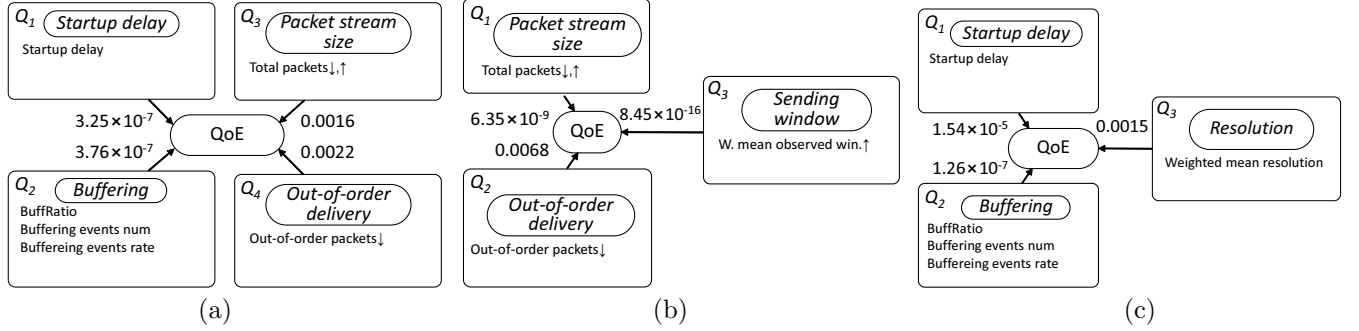 Q1 Startup delay
Startup delay
Q3 Packet stream
size
Total packets↓,↑
3.25×10-7
0.0016
QoE
3.76×10-7
0.0022
Q2 Buffering
BuffRatio
Buffering events num
Buffereing events rate
Q4 Out-of-order
delivery
Out-of-order packets↓
(a)
Q1 Packet stream
size
Total packets↓,↑
6.35×10-9
QoE
8.45×10-16
0.0068
Q3 Sending
window
W. mean observed win.↑
Q2 Out-of-order
delivery
Out-of-order packets↓
(b)
Q1 Startup delay
Startup delay
1.54×10-5
QoE
0.0015
1.26×10-7
Q3 Resolution
Weighted mean resolution
Q2 Buffering
BuffRatio
Buffering events num
Buffereing events rate
(c)